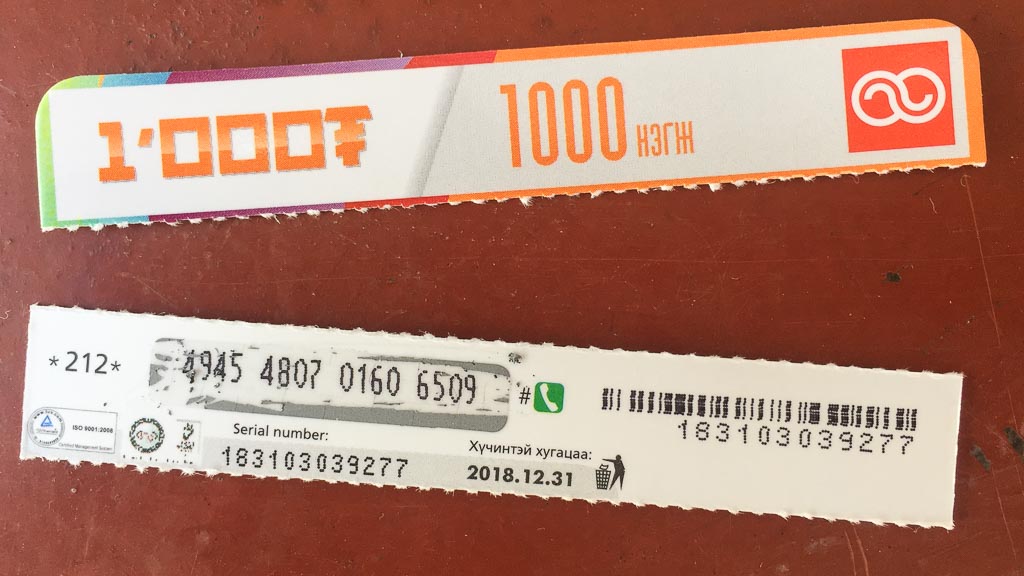 1'000₮
1000 НЭГЖ
*212* 4945 4807 0160 6509 #
ISO 9001:2008
Serial number:
183103039277
Хүчинтэй хугацаа:
2018.12.31
183103039277